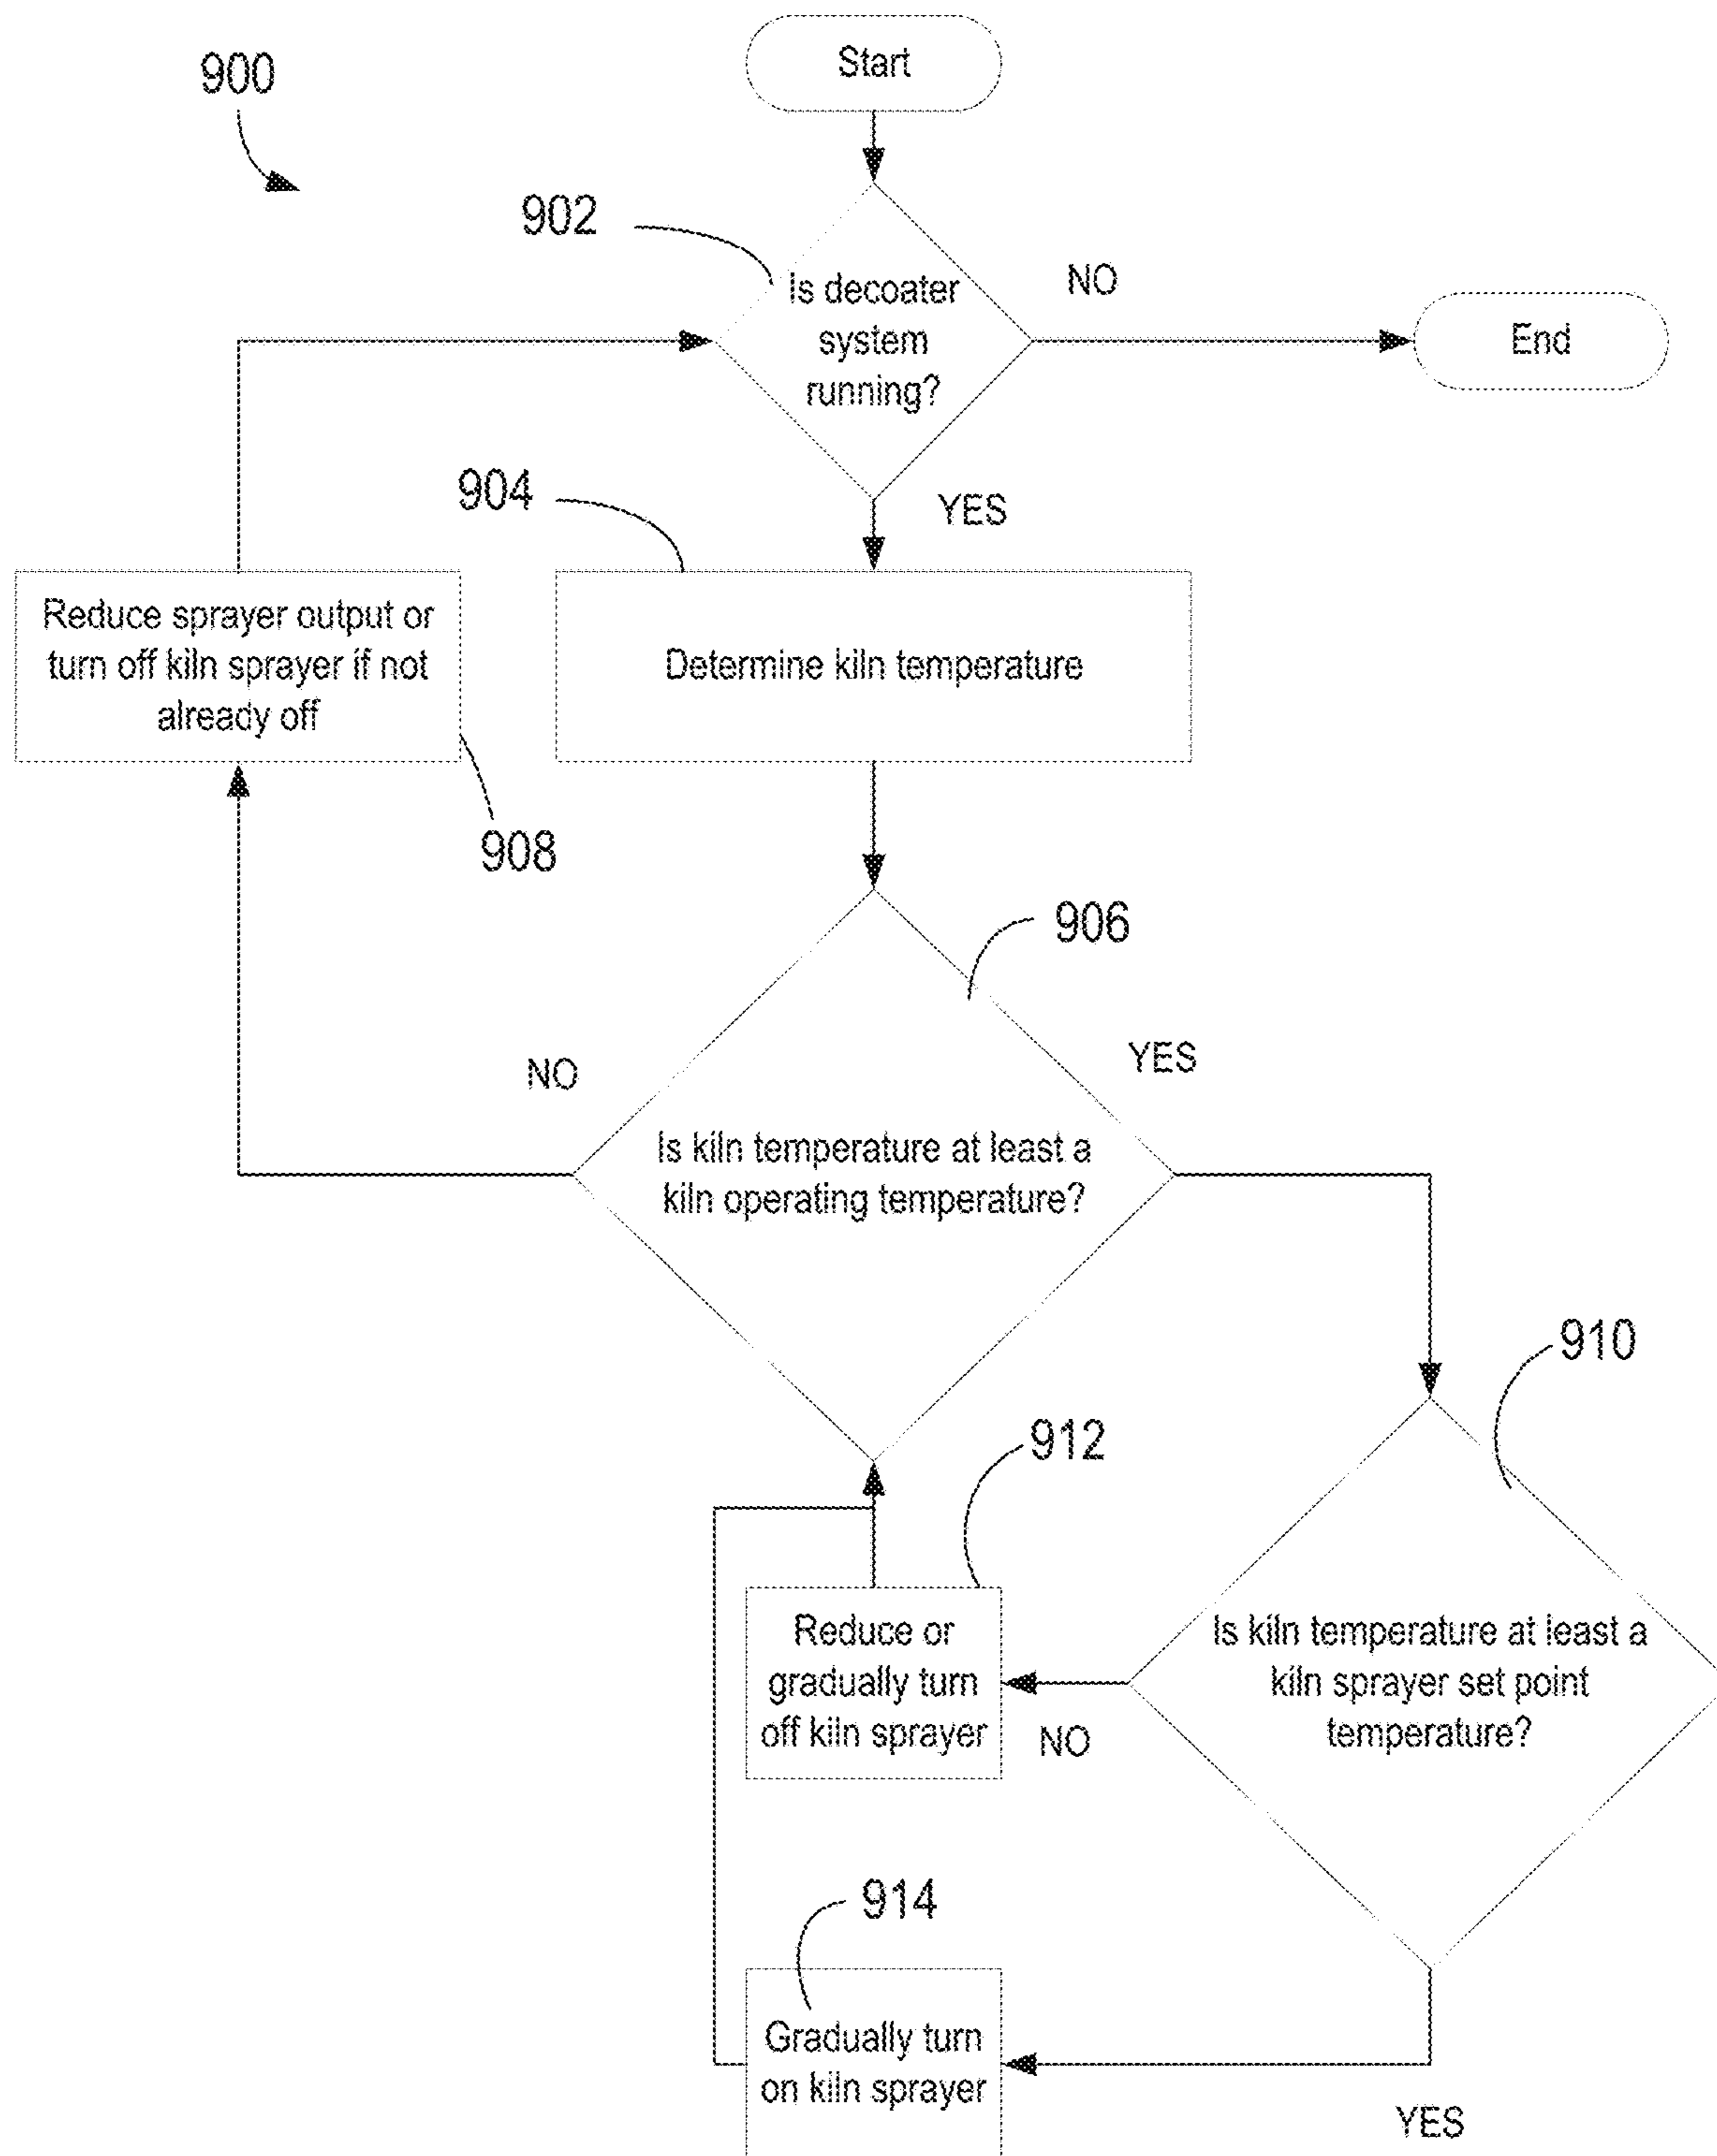 Start
900
902
Is decoater
system
running?
NO
End
904
YES
Reduce sprayer output or
turn off kiln sprayer if not
already off
Determine kiln temperature
908
906
NO
YES
Is kiln temperature at least a
kiln operating temperature?
910
912
Reduce or
gradually turn
off kiln sprayer
NO
Is kiln temperature at least a
kiln sprayer set point
temperature?
914
Gradually turn
on kiln sprayer
YES